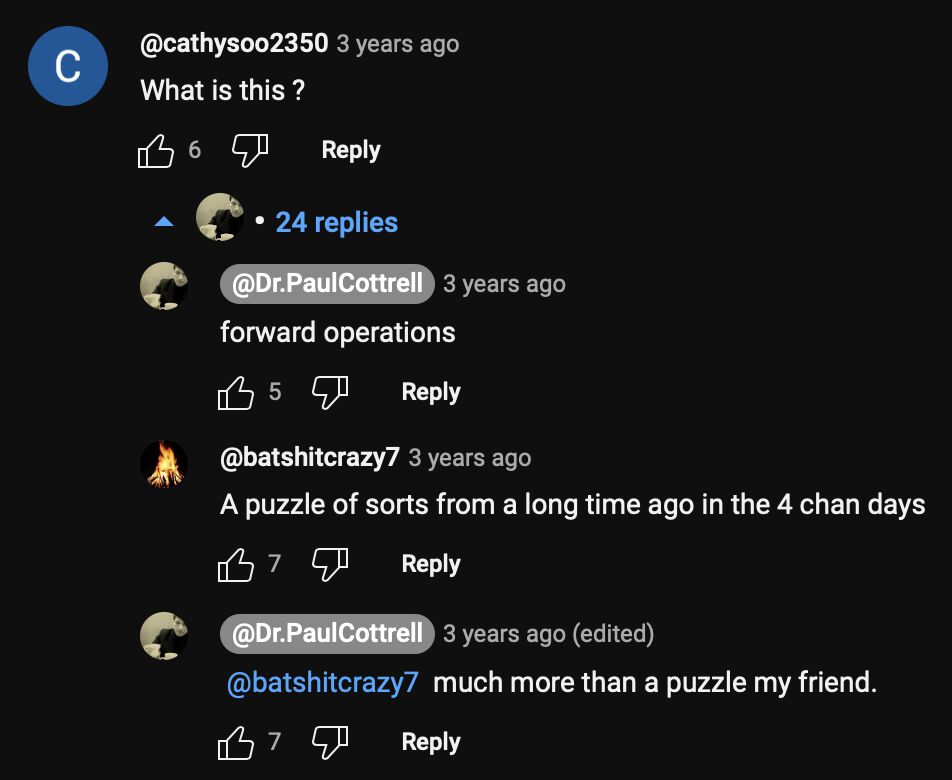 C
@cathysoo2350 3 years ago
What is this ?
6 Reply
• 24 replies
@Dr.PaulCottrell 3 years ago
forward operations
5 Reply
@batshitcrazy7 3 years ago
A puzzle of sorts from a long time ago in the 4 chan days
7 Reply
@Dr.PaulCottrell 3 years ago (edited)
@batshitcrazy7 much more than a puzzle my friend.
7 Reply